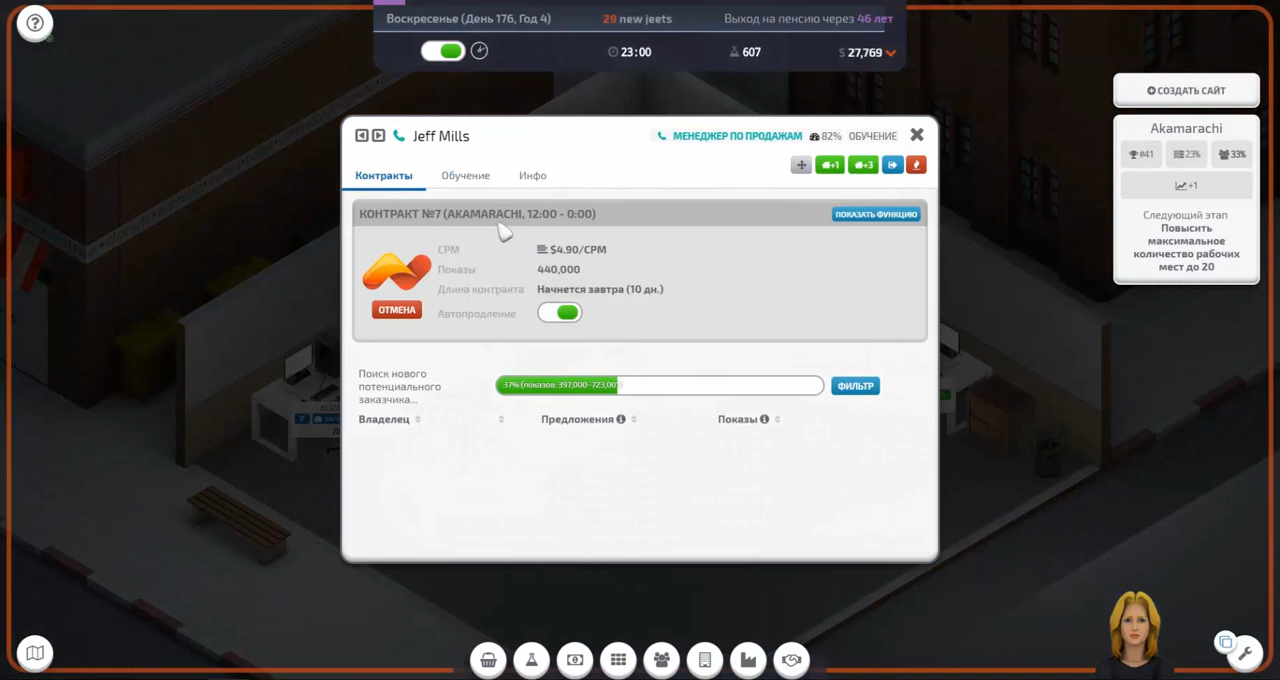 Воскресенье (День 176, Год 4)
29 new jeets
Выход на пенсию через 46 лет
23:00
607
$ 27,769
СОЗДАТЬ САЙТ
Akamarachi
#41
23%
33%
+1
Следующий этап
Повысить
максимальное
количество рабочих
мест до 20
Jeff Mills
МЕНЕДЖЕР ПО ПРОДАЖАМ
82% ОБУЧЕНИЕ
+1
+3
Контракты
Обучение
Инфо
КОНТРАКТ №7 (AKAMARACHI, 12:00 - 0:00)
ПОКАЗАТЬ ФУНКЦИЮ
CPM
$4.90/CPM
Показы
440,000
Длина контракта
Начнется завтра (10 дн.)
Автопродление
ОТМЕНА
Поиск нового
потенциального
заказчика...
37% (показов: 397,000-723,00
ФИЛЬТР
Владелец
Предложения
Показы